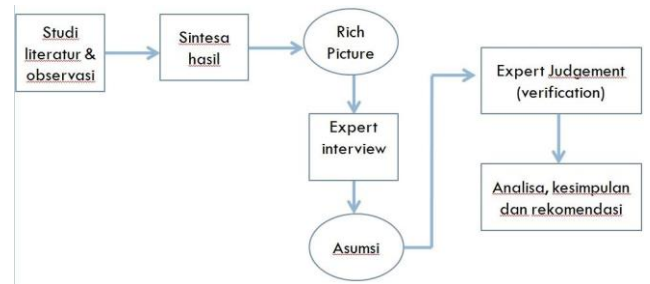 Studi
literatur &
observasi
Sintesa
hasil
Rich
Picture
Expert
interview
Asumsi
Expert Judgement
(verification)
Analisa, kesimpulan
dan rekomendasi